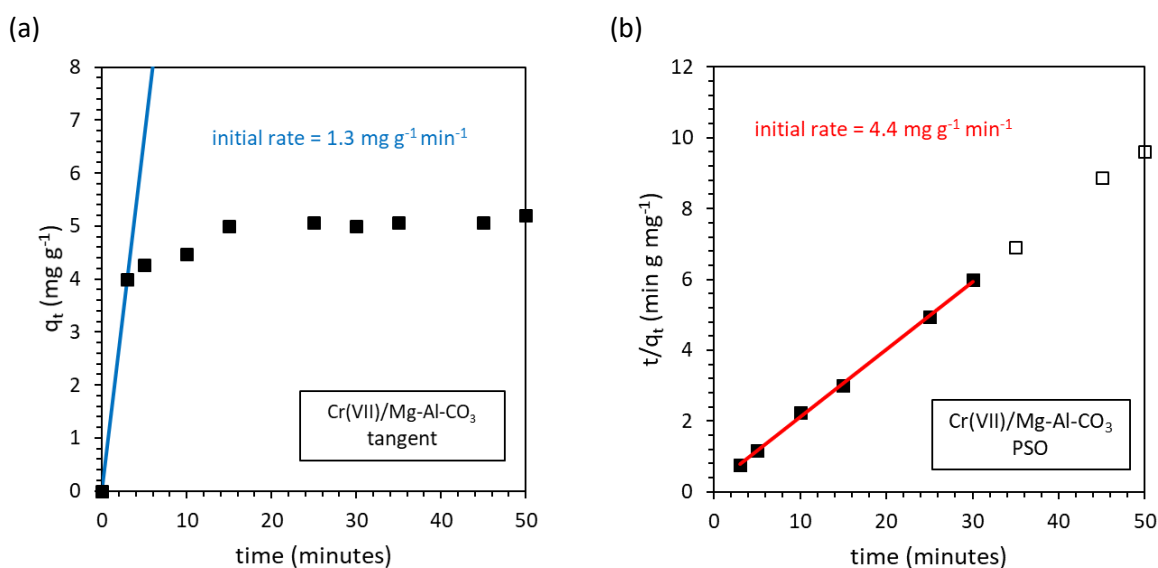 (a)
8
7
6
5
4
3
2
1
0
q_t (mg g⁻¹)
initial rate = 1.3 mg g⁻¹ min⁻¹
Cr(VII)/Mg-Al-CO₃
tangent
0 10 20 30 40 50
time (minutes)
(b)
12
10
8
6
4
2
0
t/q_t (min g mg⁻¹)
initial rate = 4.4 mg g⁻¹ min⁻¹
Cr(VII)/Mg-Al-CO₃
PSO
0 10 20 30 40 50
time (minutes)